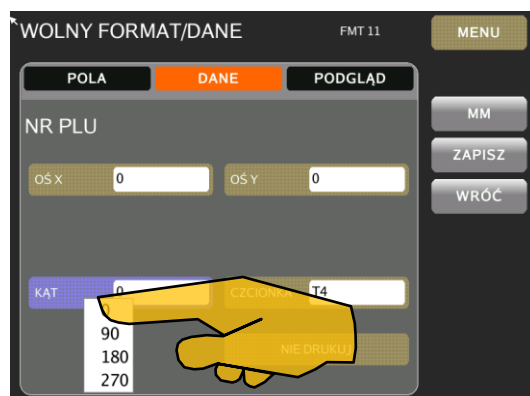 WOLNY FORMAT/DANE FMT 11 MENU
POLA DANE PODGLĄD
NR PLU
MM
ZAPISZ
WRÓĆ
OŚ X 0 OŚ Y 0
KĄT 0 CZCIONKA T4
0
90
180
270
NIE DRUKUJ